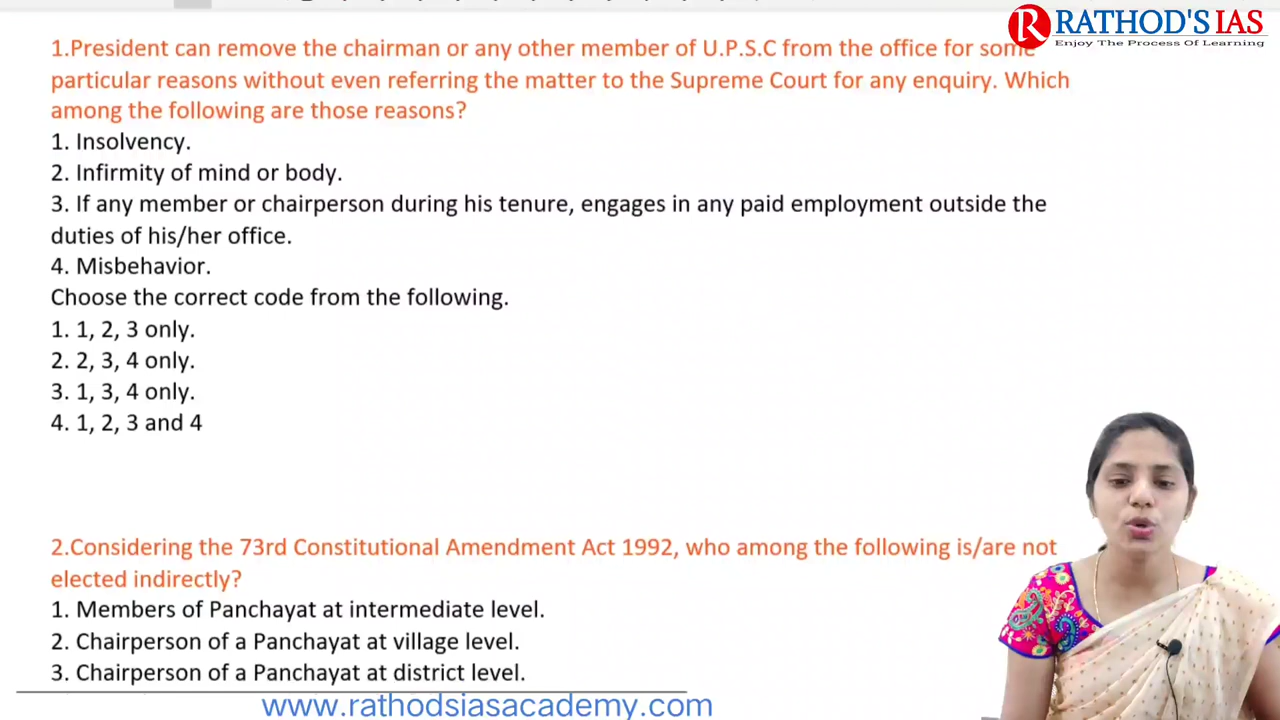 RATHOD'S IAS
Enjoy The Process Of Learning
1.President can remove the chairman or any other member of U.P.S.C from the office for some
particular reasons without even referring the matter to the Supreme Court for any enquiry. Which
among the following are those reasons?
1. Insolvency.
2. Infirmity of mind or body.
3. If any member or chairperson during his tenure, engages in any paid employment outside the
duties of his/her office.
4. Misbehavior.
Choose the correct code from the following.
1. 1, 2, 3 only.
2. 2, 3, 4 only.
3. 1, 3, 4 only.
4. 1, 2, 3 and 4
2.Considering the 73rd Constitutional Amendment Act 1992, who among the following is/are not
elected indirectly?
1. Members of Panchayat at intermediate level.
2. Chairperson of a Panchayat at village level.
3. Chairperson of a Panchayat at district level.
www.rathodsiasacademy.com